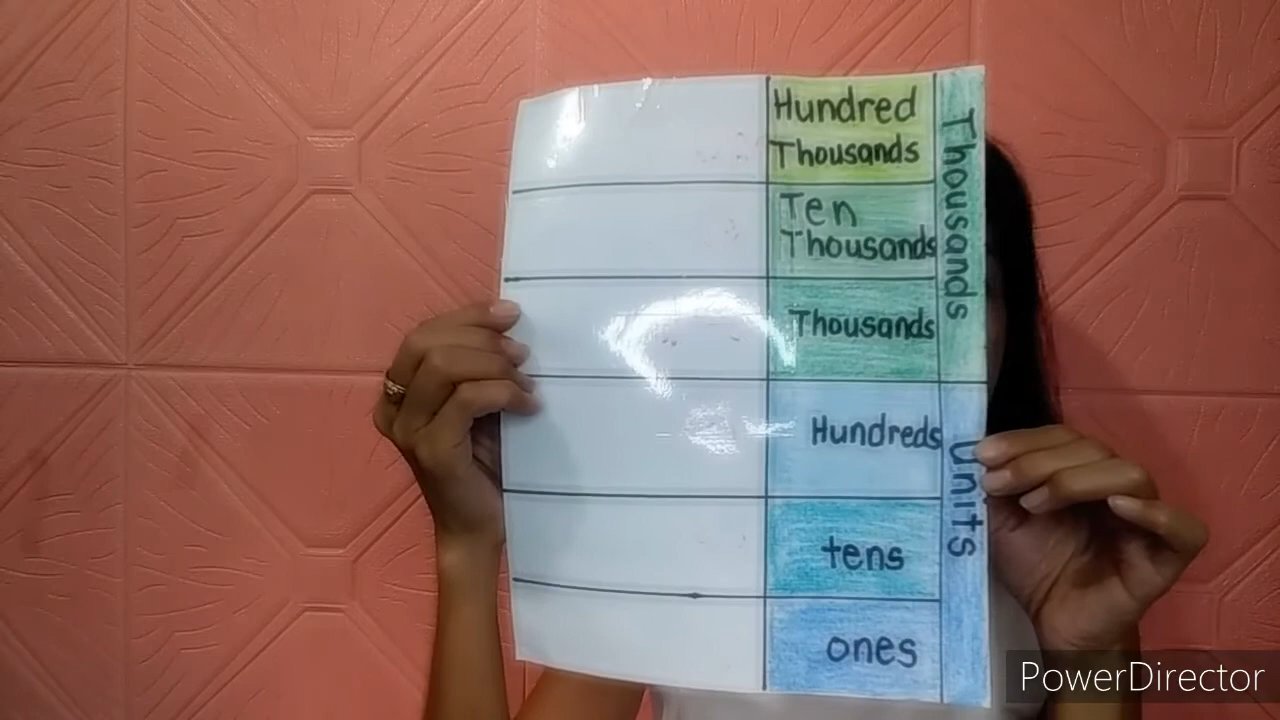 Hundred
Thousands
Ten
Thousands
Thousands
Hundreds
tens
ones
Thousands
Units
PowerDirector